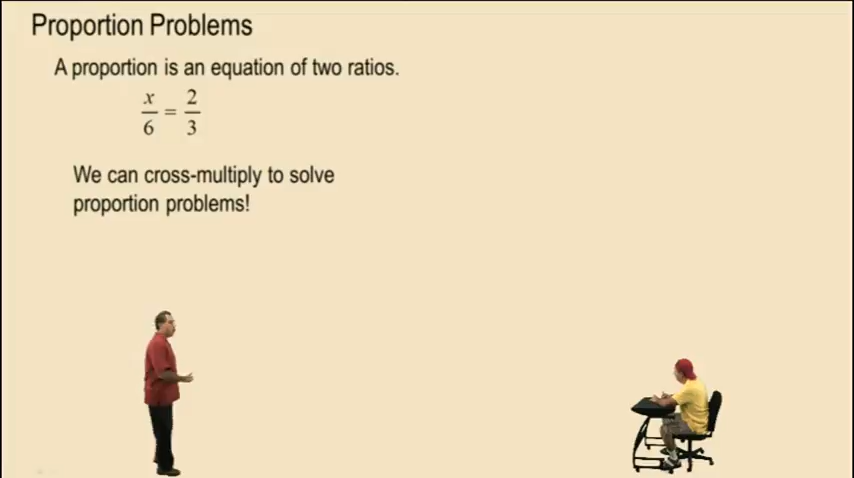 Proportion Problems
A proportion is an equation of two ratios.
x/6 = 2/3
We can cross-multiply to solve
proportion problems!